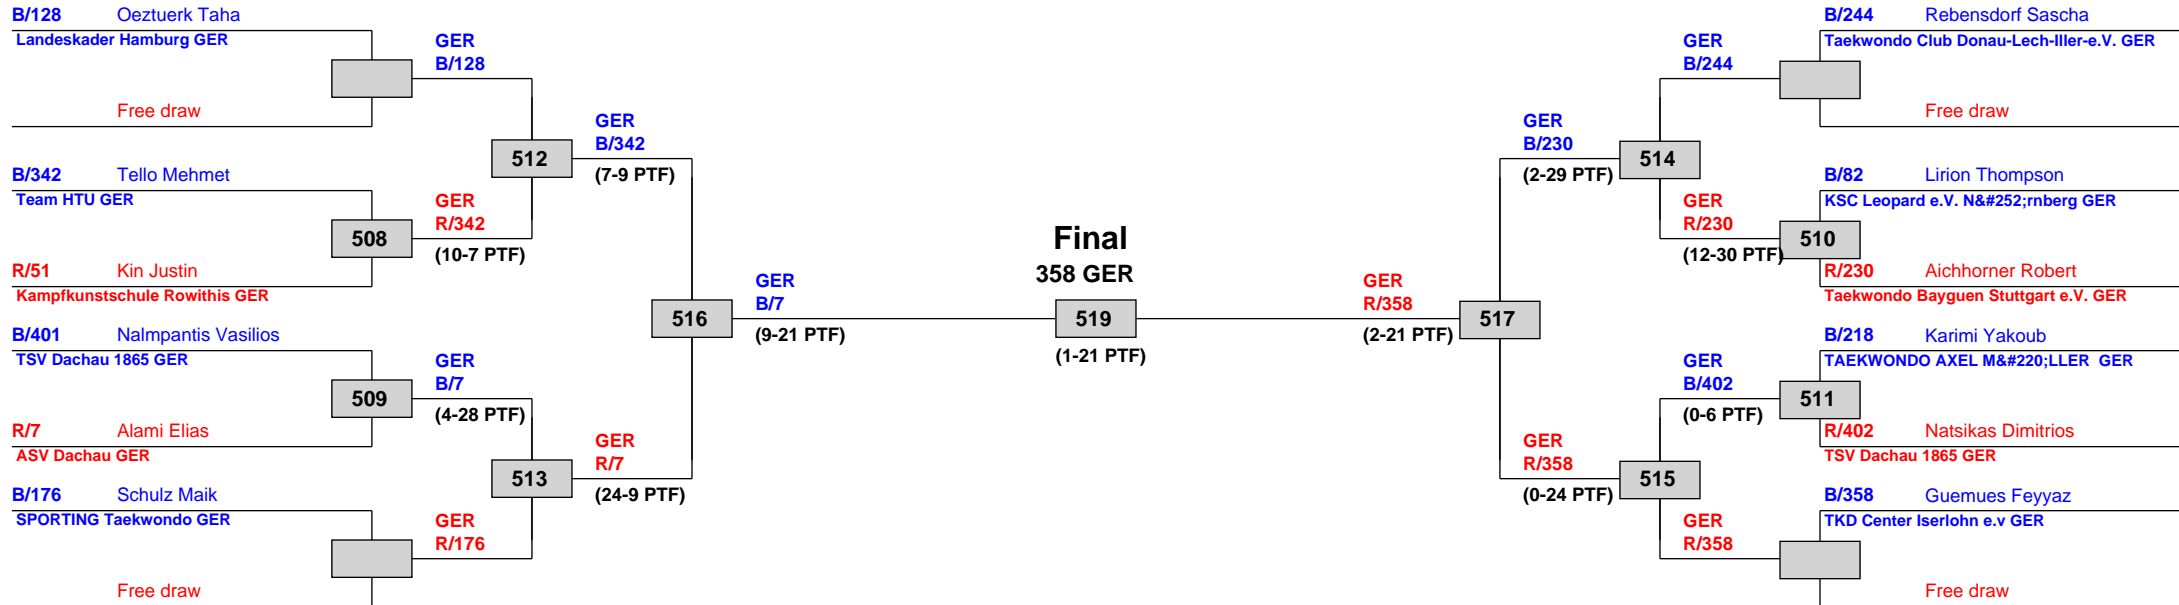 B/128 Oeztuerk Taha
Landeskader Hamburg GER
Free draw
B/342 Tello Mehmet
Team HTU GER
R/51 Kin Justin
Kampfkunstschule Rowithis GER
B/401 Nalmpantis Vasilios
TSV Dachau 1865 GER
R/7 Alami Elias
ASV Dachau GER
B/176 Schulz Maik
SPORTING Taekwondo GER
Free draw
GER
B/128
508
GER
R/342
(10-7 PTF)
509
GER
B/7
(4-28 PTF)
GER
R/176
512
GER
B/342
(7-9 PTF)
513
GER
R/7
(24-9 PTF)
516
GER
B/7
(9-21 PTF)
Final
358 GER
519
(1-21 PTF)
GER
R/358
(2-21 PTF)
517
GER
B/230
(2-29 PTF)
514
GER
R/358
(0-24 PTF)
515
GER
B/244
GER
R/230
(12-30 PTF)
510
GER
B/402
(0-6 PTF)
511
GER
R/358
B/244 Rebensdorf Sascha
Taekwondo Club Donau-Lech-Iller-e.V. GER
Free draw
B/82 Lirion Thompson
KSC Leopard e.V. N&#252;rnberg GER
R/230 Aichhorner Robert
Taekwondo Bayguen Stuttgart e.V. GER
B/218 Karimi Yakoub
TAEKWONDO AXEL M&#220;LLER GER
R/402 Natsikas Dimitrios
TSV Dachau 1865 GER
B/358 Guemues Feyyaz
TKD Center Iserlohn e.v GER
Free draw